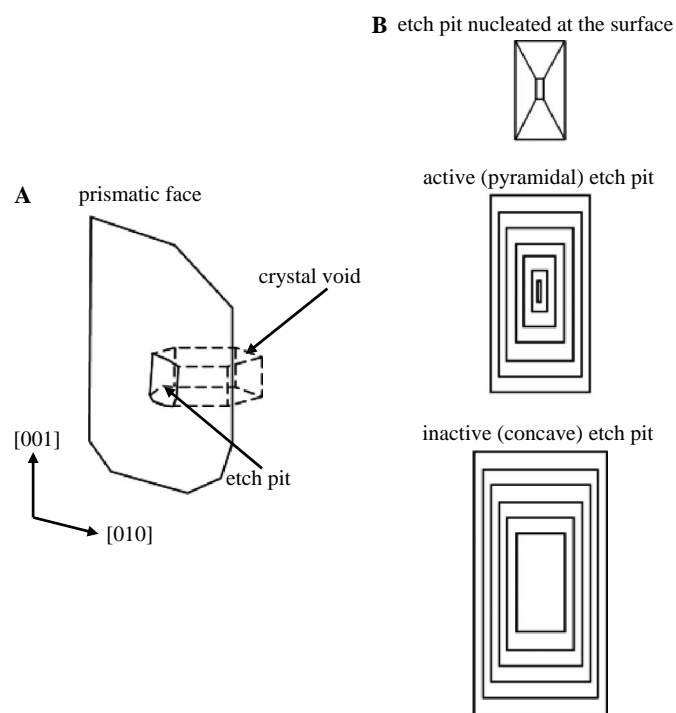 B etch pit nucleated at the surface
active (pyramidal) etch pit
A prismatic face
crystal void
[001]
etch pit
[010]
inactive (concave) etch pit